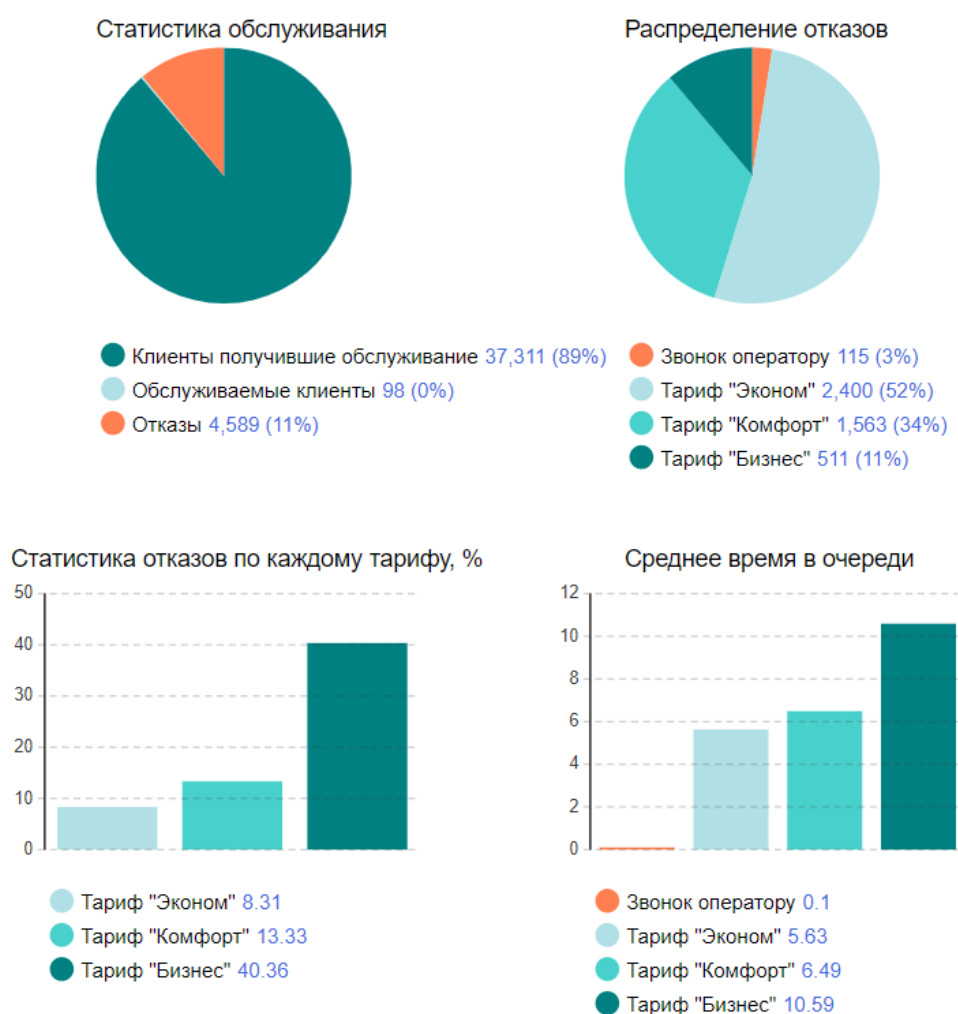 Статистика обслуживания
Клиенты получившие обслуживание 37,311 (89%)
Обслуживаемые клиенты 98 (0%)
Отказы 4,589 (11%)
Распределение отказов
Звонок оператору 115 (3%)
Тариф "Эконом" 2,400 (52%)
Тариф "Комфорт" 1,563 (34%)
Тариф "Бизнес" 511 (11%)
Статистика отказов по каждому тарифу, %
50
40
30
20
10
0
Тариф "Эконом" 8.31
Тариф "Комфорт" 13.33
Тариф "Бизнес" 40.36
Среднее время в очереди
12
10
8
6
4
2
0
Звонок оператору 0.1
Тариф "Эконом" 5.63
Тариф "Комфорт" 6.49
Тариф "Бизнес" 10.59